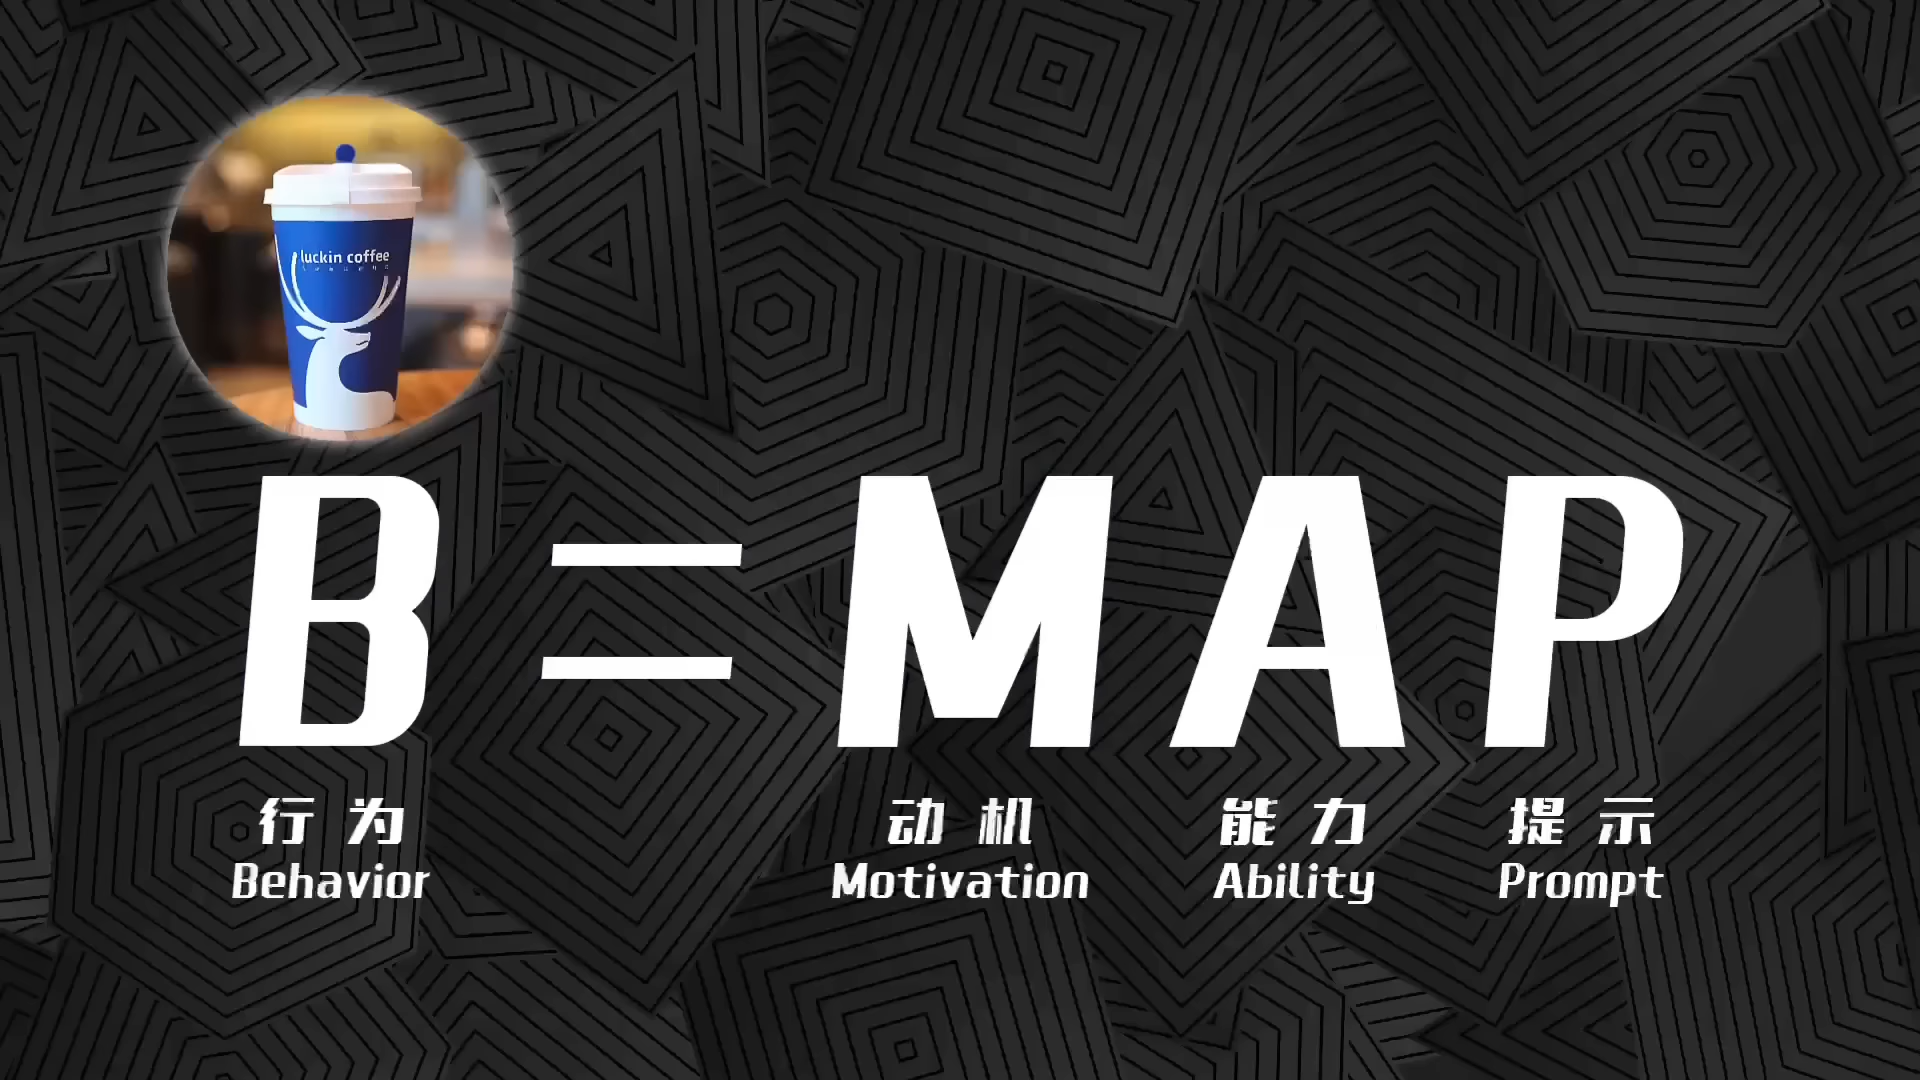 luckin coffee
B=MAP
行为 动机 能力 提示
Behavior Motivation Ability Prompt